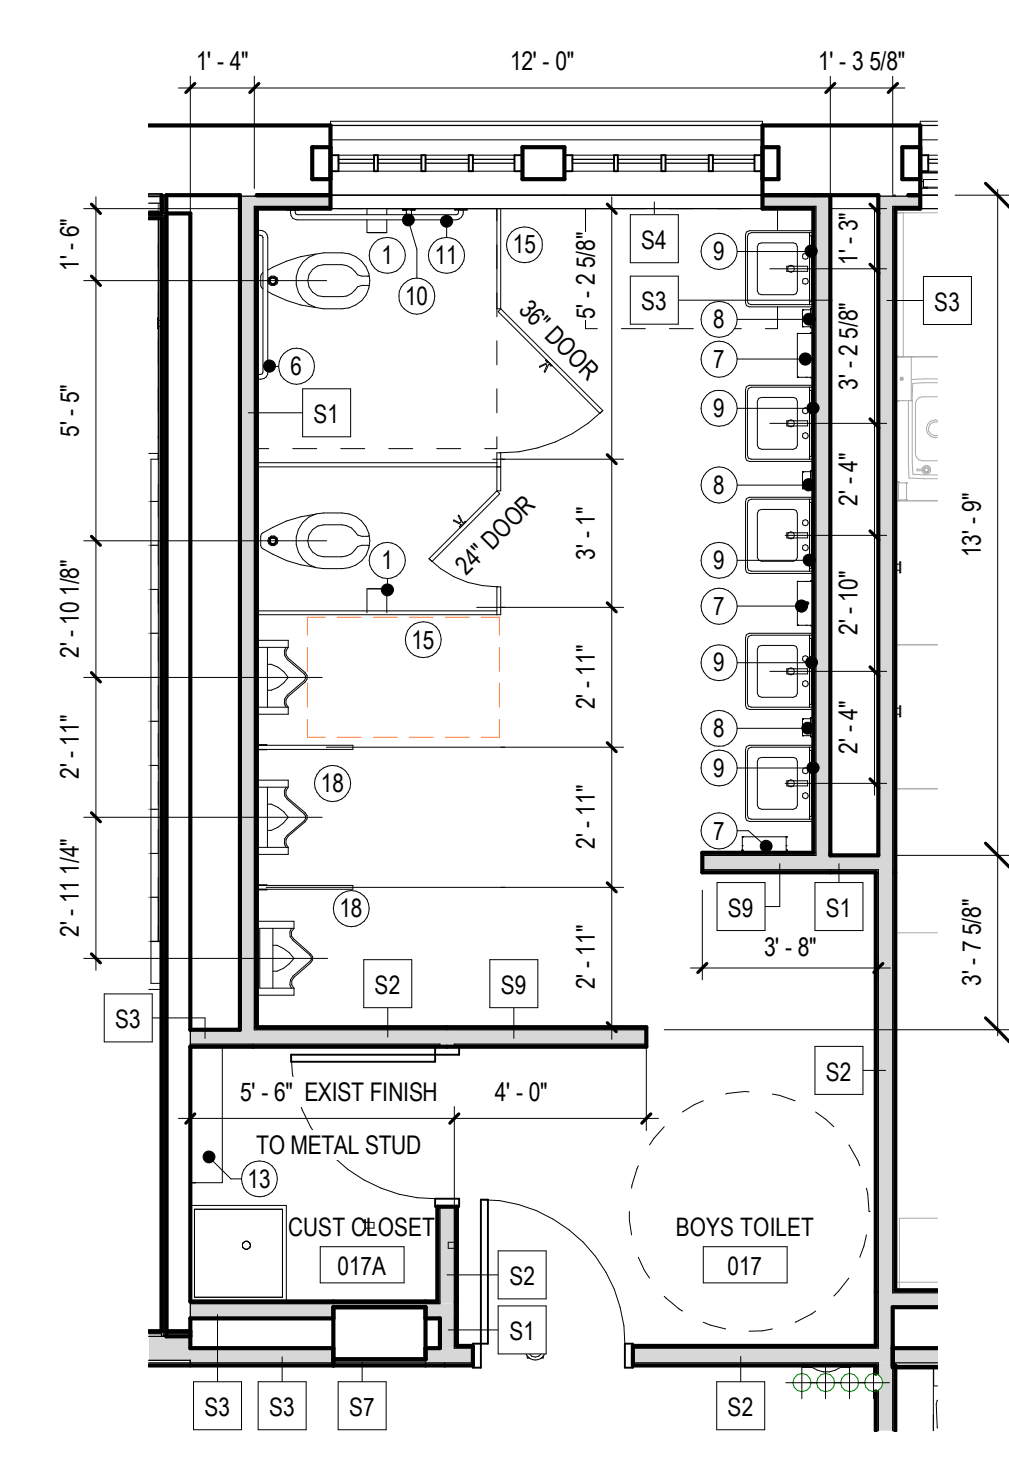 1' - 4"
12' - 0"
1' - 3 5/8"
1' - 6"
1
11
15
5' - 2 5/8"
S4
9
1' - 3"
10
S3
S3
36" DOOR
8
3' - 2 5/8"
6
7
5' - 5"
S1
9
2' - 4"
8
13' - 9"
24" DOOR
3' - 1"
1
9
2' - 10 1/8"
7
2' - 10"
15
2' - 11"
9
2' - 11"
8
2' - 4"
9
18
2' - 11"
7
2' - 11 1/4"
18
S9
S1
3' - 8"
3' - 7 5/8"
S3
S2
S9
2' - 11"
S2
5' - 6" EXIST FINISH
4' - 0"
TO METAL STUD
13
CUST CLOSET
017A
BOYS TOILET
017
S2
S1
S3
S3
S7
S2